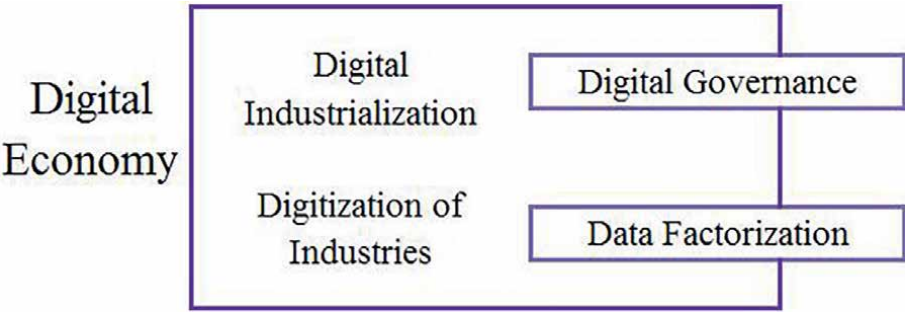 Digital
Economy
Digital
Industrialization
Digitization of
Industries
Digital Governance
Data Factorization